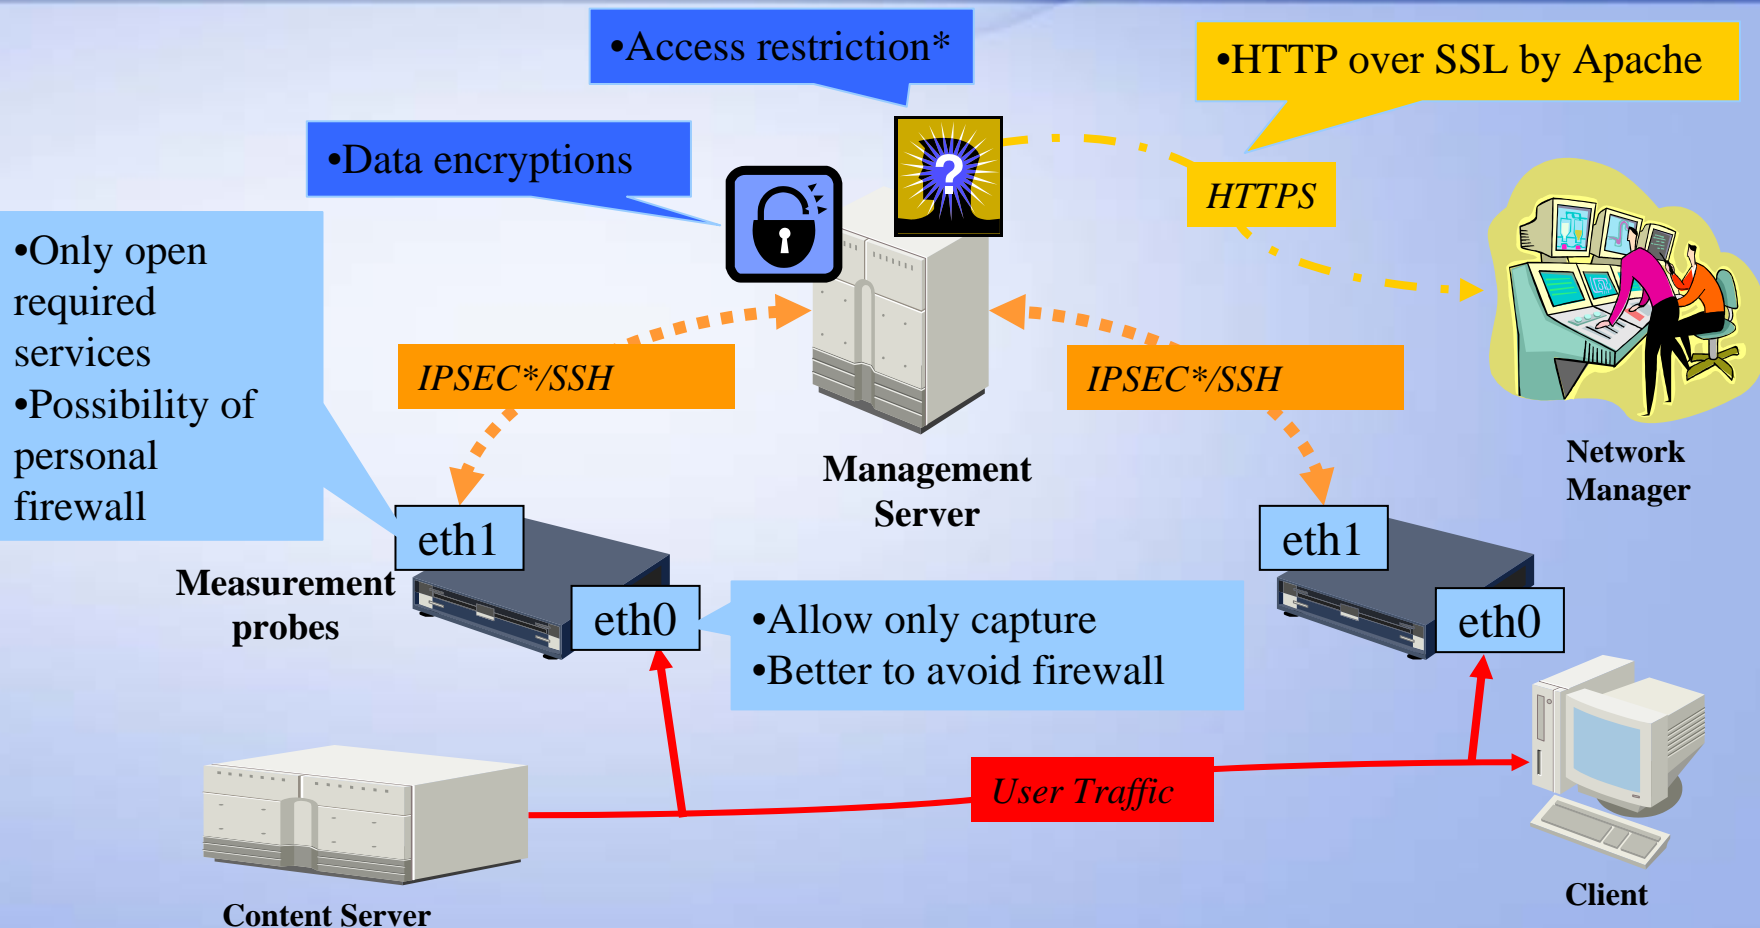 •Access restriction*
•HTTP over SSL by Apache
•Data encryptions
?
HTTPS
•Only open
required
services
•Possibility of
personal
firewall
IPSEC*/SSH
IPSEC*/SSH
Management
Server
Network
Manager
eth1
eth1
Measurement
probes
eth0
•Allow only capture
•Better to avoid firewall
eth0
User Traffic
Client
Content Server